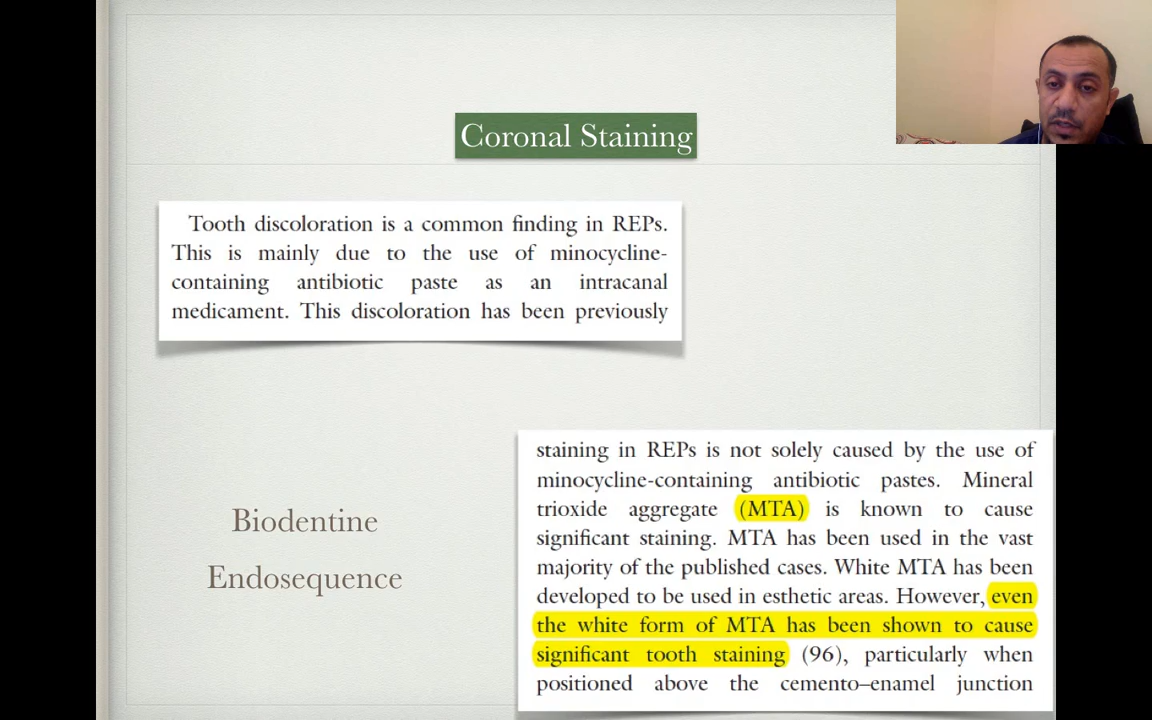 Coronal Staining
Tooth discoloration is a common finding in REPs.
This is mainly due to the use of minocycline-
containing antibiotic paste as an intracanal
medicament. This discoloration has been previously
staining in REPs is not solely caused by the use of
minocycline-containing antibiotic pastes. Mineral
trioxide aggregate (MTA) is known to cause
significant staining. MTA has been used in the vast
majority of the published cases. White MTA has been
developed to be used in esthetic areas. However, even
the white form of MTA has been shown to cause
significant tooth staining (96), particularly when
positioned above the cemento–enamel junction
Biodentine
Endosequence